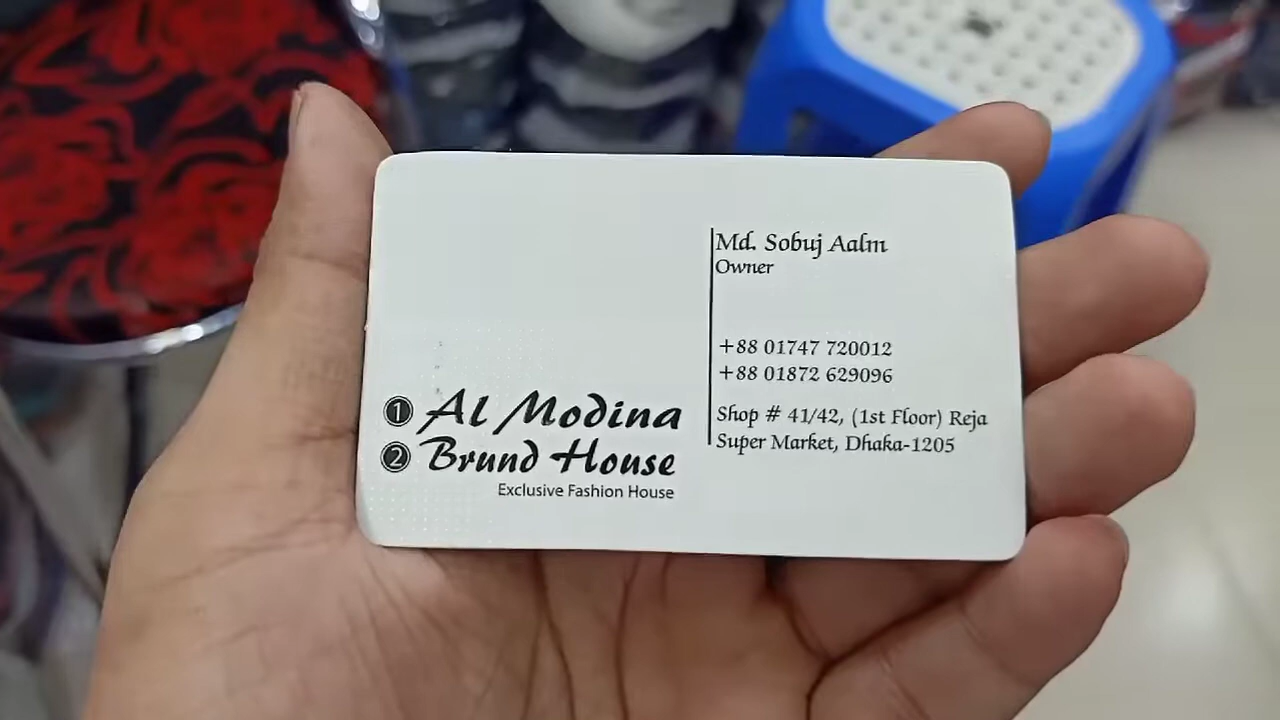 ① Al Modina
② Brund House
Exclusive Fashion House
Md. Sobuj Aalm
Owner
+88 01747 720012
+88 01872 629096
Shop # 41/42, (1st Floor) Reja
Super Market, Dhaka-1205